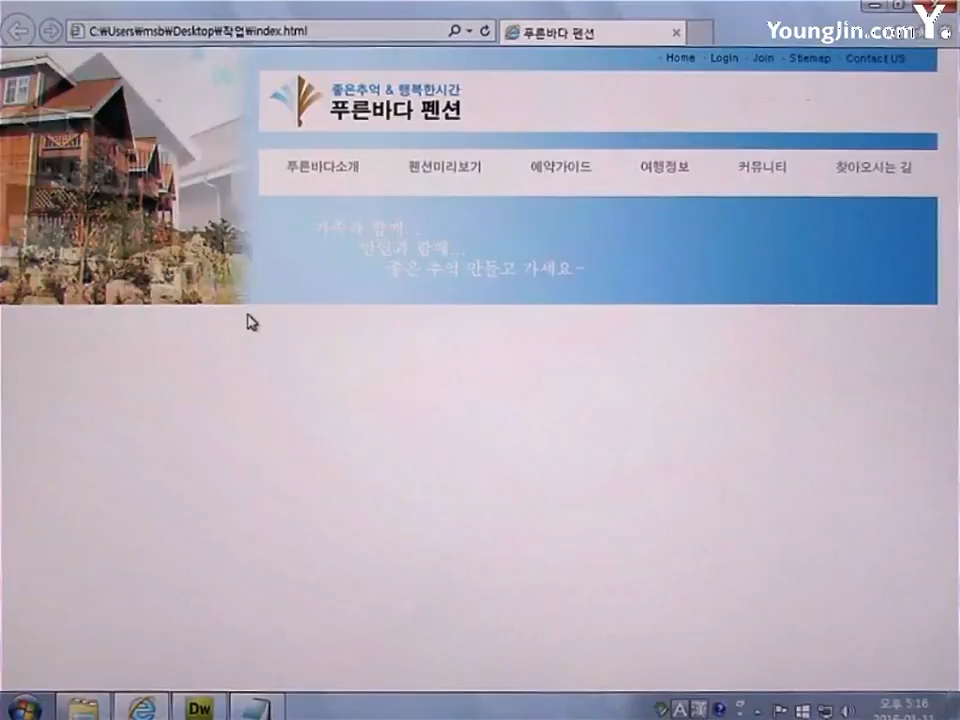 C:₩Users₩msb₩Desktop₩작업₩index.html
푸른바다 펜션
Youngjin.com Y.
· Home · Login · Join · Sitemap · Contact US
좋은추억 & 행복한시간
푸른바다 펜션
푸른바다소개 펜션미리보기 예약가이드 여행정보 커뮤니티 찾아오시는 길
가족과 함께..
연인과 함께...
좋은 추억 만들고 가세요~
Dw
A 漢
오후 5:16